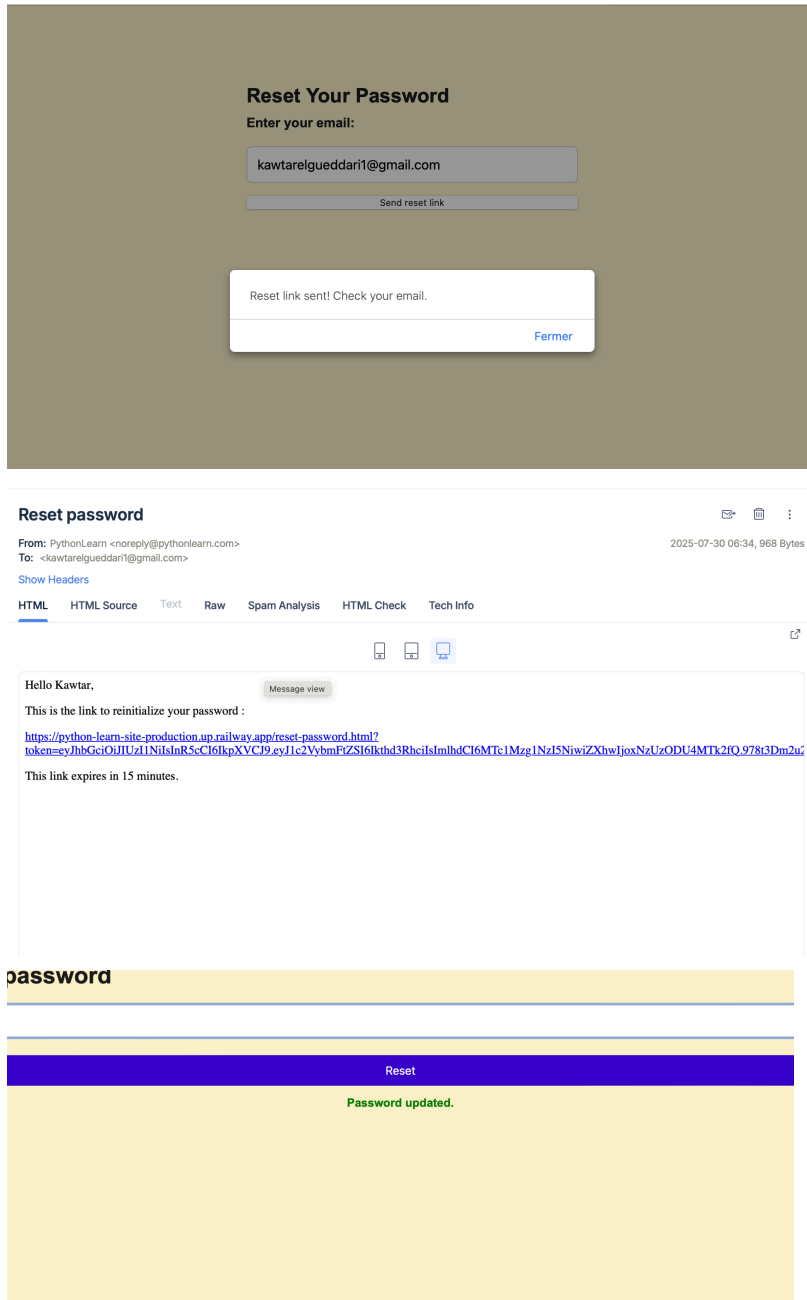 Reset Your Password
Enter your email:
kawtarelgueddari1@gmail.com
Send reset link
Reset link sent! Check your email.
Fermer
Reset password
From: PythonLearn <noreply@pythonlearn.com>
2025-07-30 06:34, 968 Bytes
To: <kawtarelgueddari1@gmail.com>
Show Headers
HTML HTML Source Text Raw Spam Analysis HTML Check Tech Info
Hello Kawtar,
Message view
This is the link to reinitialize your password :
https://python-learn-site-production.up.railway.app/reset-password.html?
token=eyJhbGciOiJIUzI1NiIsInR5cCI6IkpXVCJ9.eyJ1c2VybmFtZSI6Ikthd3RhciIsImlhdCI6MTc1Mzg1NzI5NiwiZXhwIjoxNzUzODU4MTk2fQ.978t3Dm2u2
This link expires in 15 minutes.
password
Reset
Password updated.